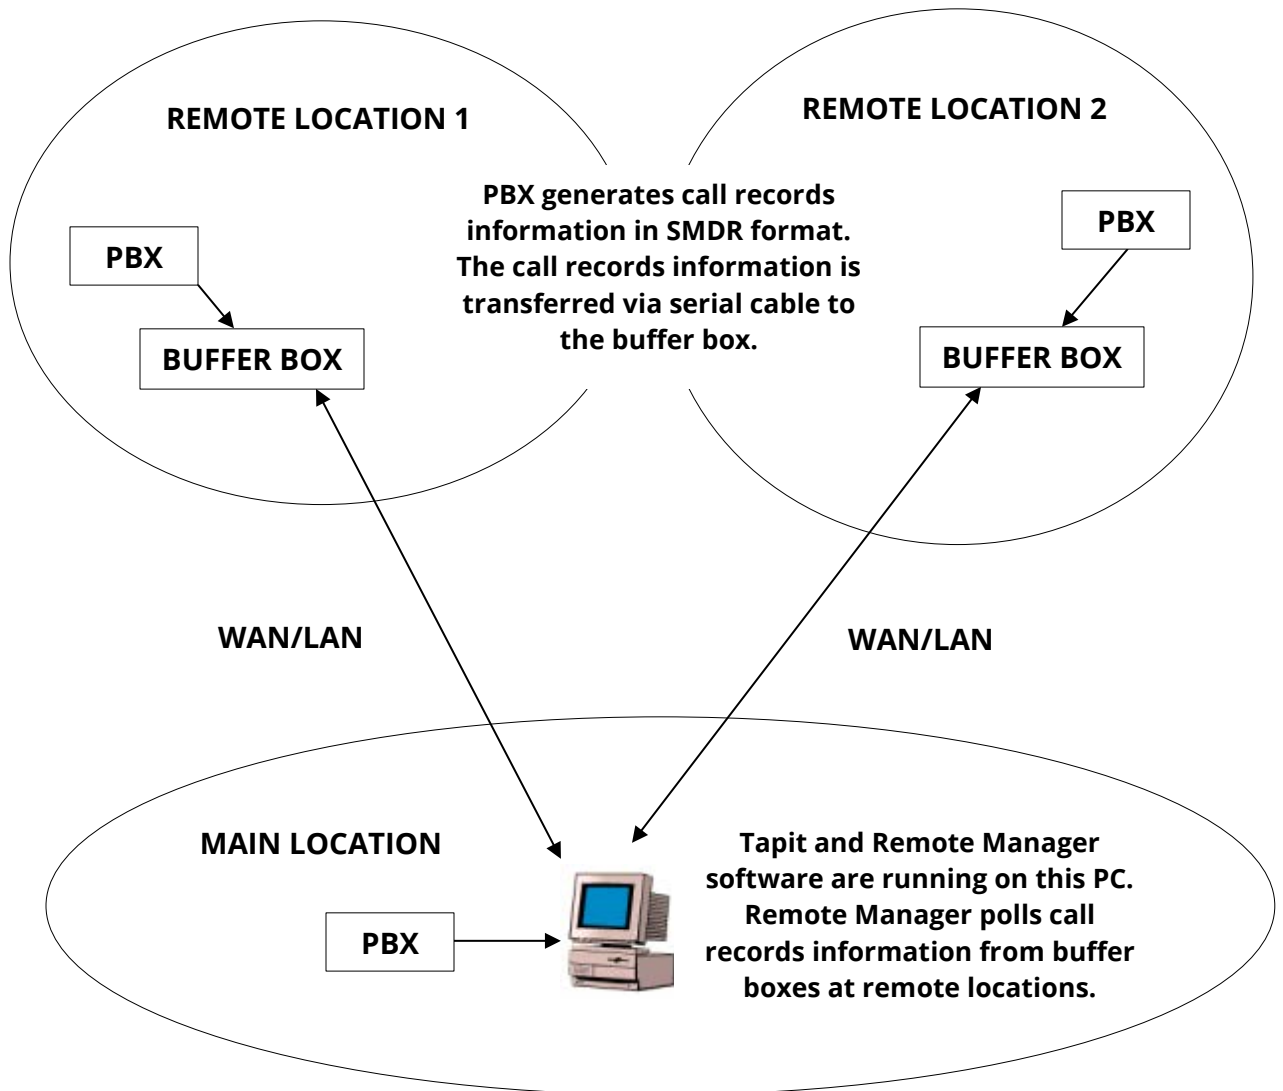 REMOTE LOCATION 1
REMOTE LOCATION 2
PBX generates call records
information in SMDR format.
The call records information is
transferred via serial cable to
the buffer box.
PBX
BUFFER BOX
PBX
BUFFER BOX
WAN/LAN
WAN/LAN
MAIN LOCATION
PBX
Tapit and Remote Manager
software are running on this PC.
Remote Manager polls call
records information from buffer
boxes at remote locations.